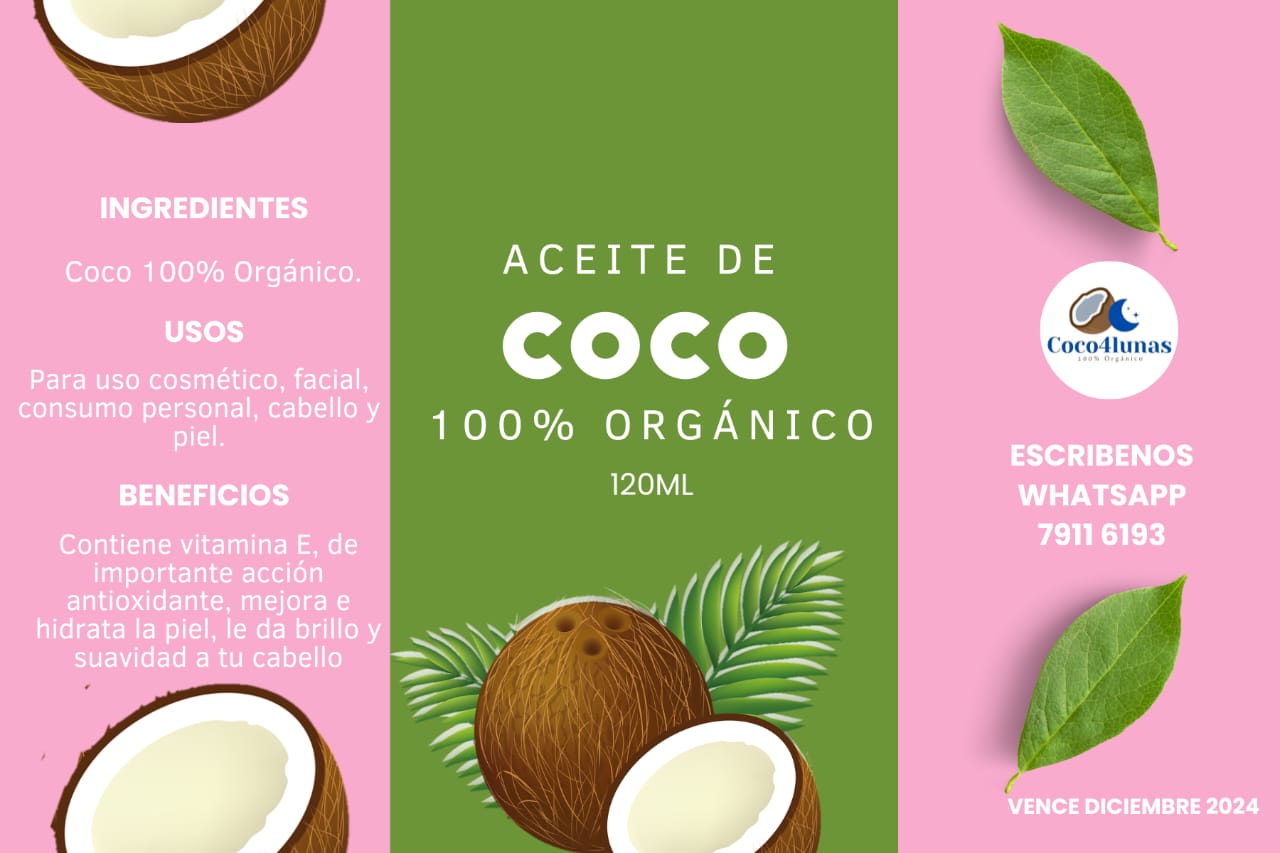 INGREDIENTES
Coco 100% Orgánico.
USOS
Para uso cosmético, facial,
consumo personal, cabello y
piel.
BENEFICIOS
Contiene vitamina E, de
importante acción
antioxidante, mejora e
hidrata la piel, le da brillo y
suavidad a tu cabello
ACEITE DE
COCO
100% ORGÁNICO
120ML
Coco4lunas
100% Orgánico
ESCRIBENOS
WHATSAPP
7911 6193
VENCE DICIEMBRE 2024